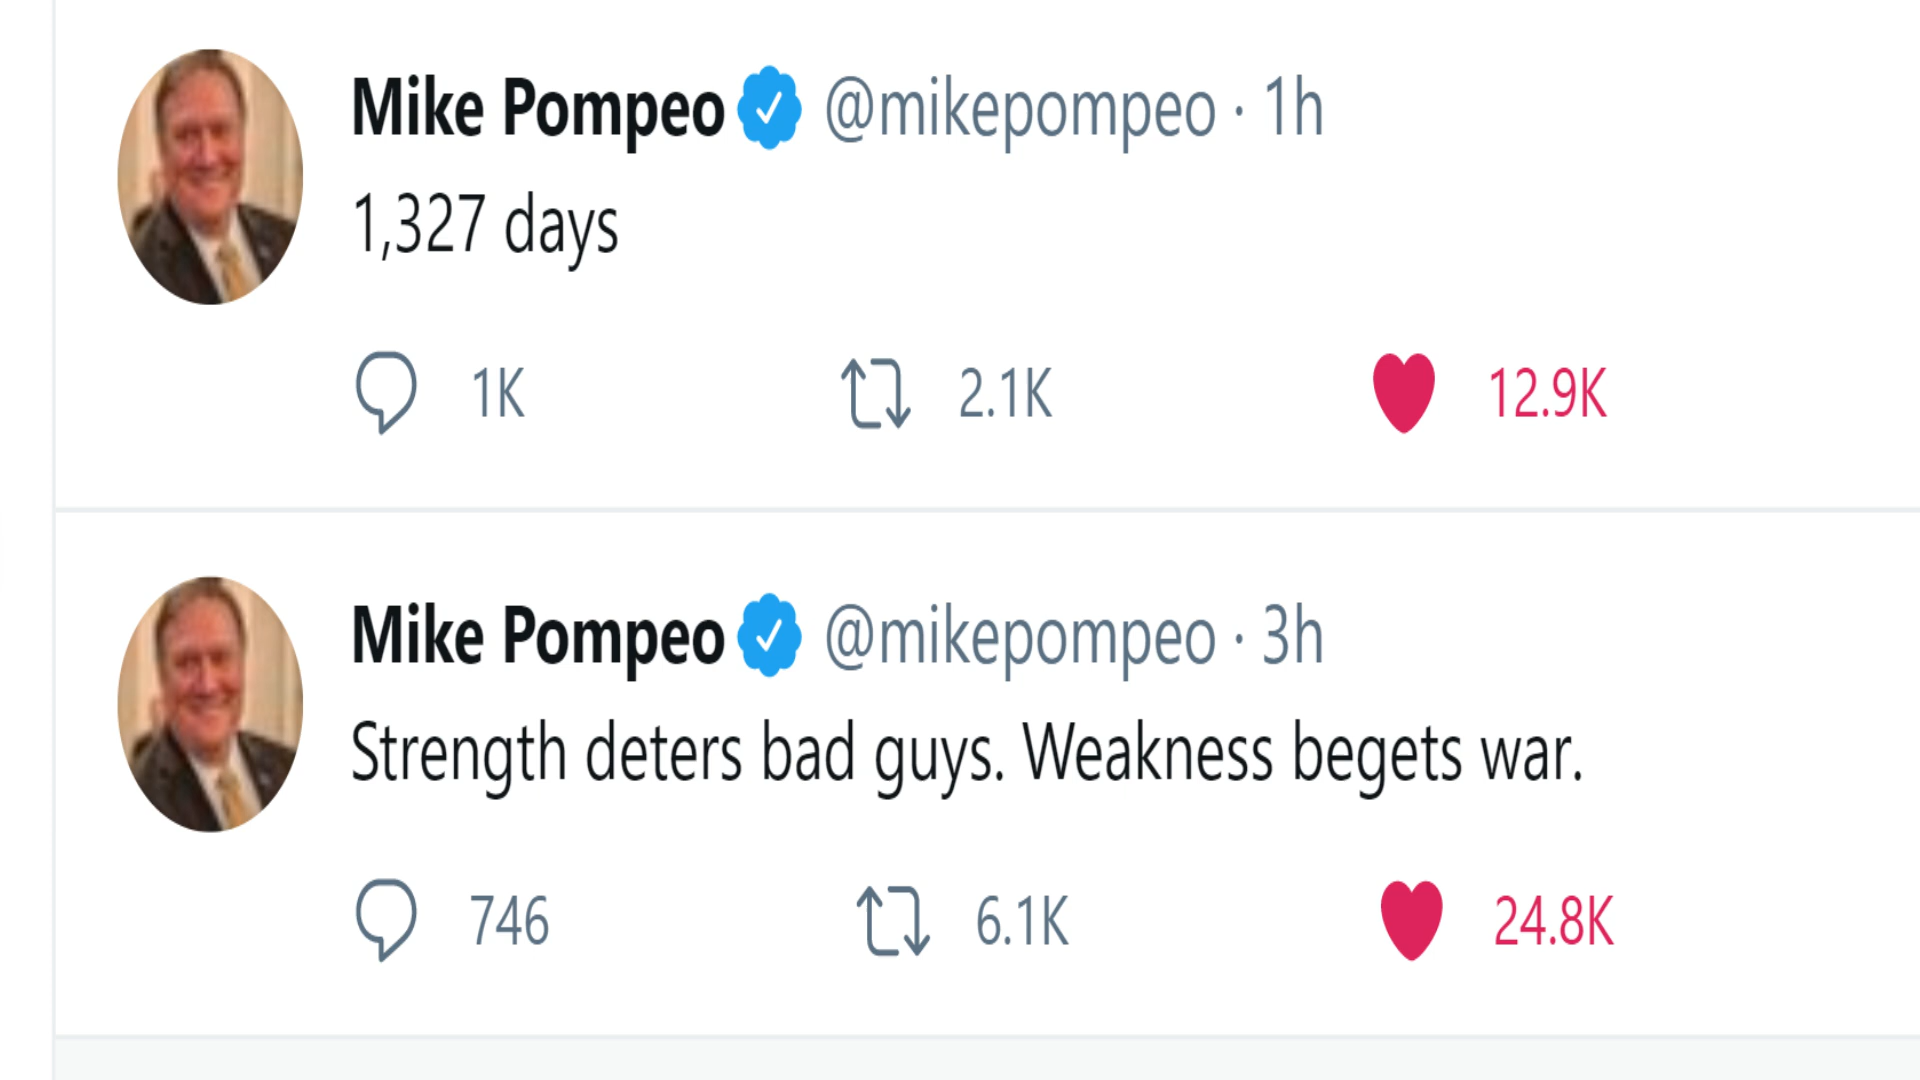 Mike Pompeo @mikepompeo · 1h
1,327 days
1K 2.1K 12.9K
Mike Pompeo @mikepompeo · 3h
Strength deters bad guys. Weakness begets war.
746 6.1K 24.8K